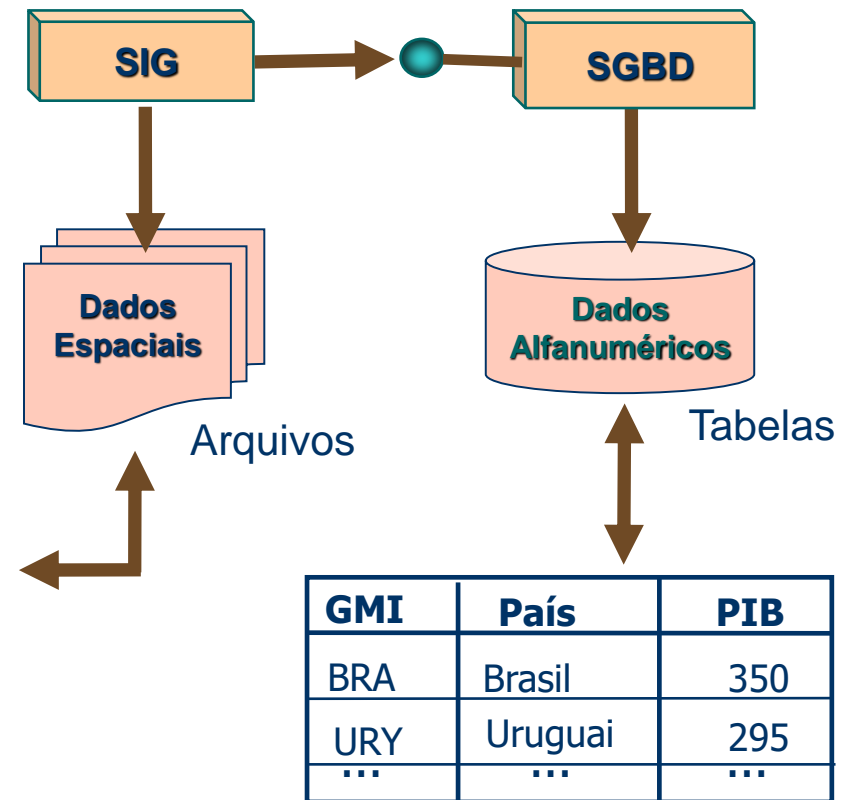 SIG
SGBD
Dados
Espaciais
Dados
Alfanuméricos
Arquivos
Tabelas
GMI País PIB
BRA Brasil 350
URY Uruguai 295
... ... ...